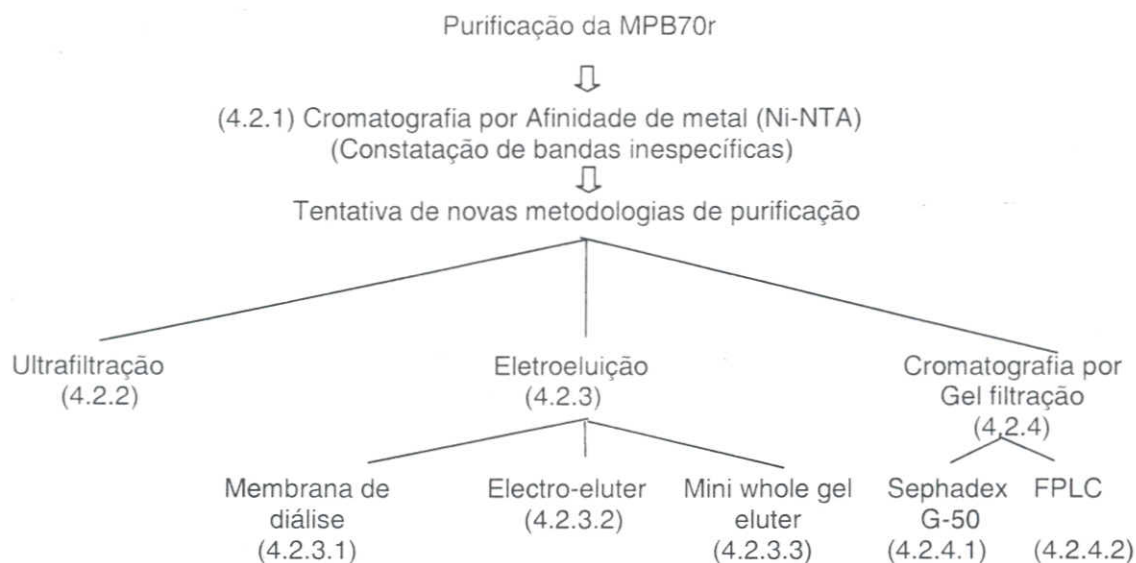 Purificação da MPB70r
(4.2.1) Cromatografia por Afinidade de metal (Ni-NTA)
(Constatação de bandas inespecíficas)
Tentativa de novas metodologias de purificação
Ultrafiltração
(4.2.2)
Eletroeluição
(4.2.3)
Cromatografia por
Gel filtração
(4.2.4)
Membrana de
diálise
(4.2.3.1)
Electro-eluter
(4.2.3.2)
Mini whole gel
eluter
(4.2.3.3)
Sephadex
G-50
(4.2.4.1)
FPLC
(4.2.4.2)